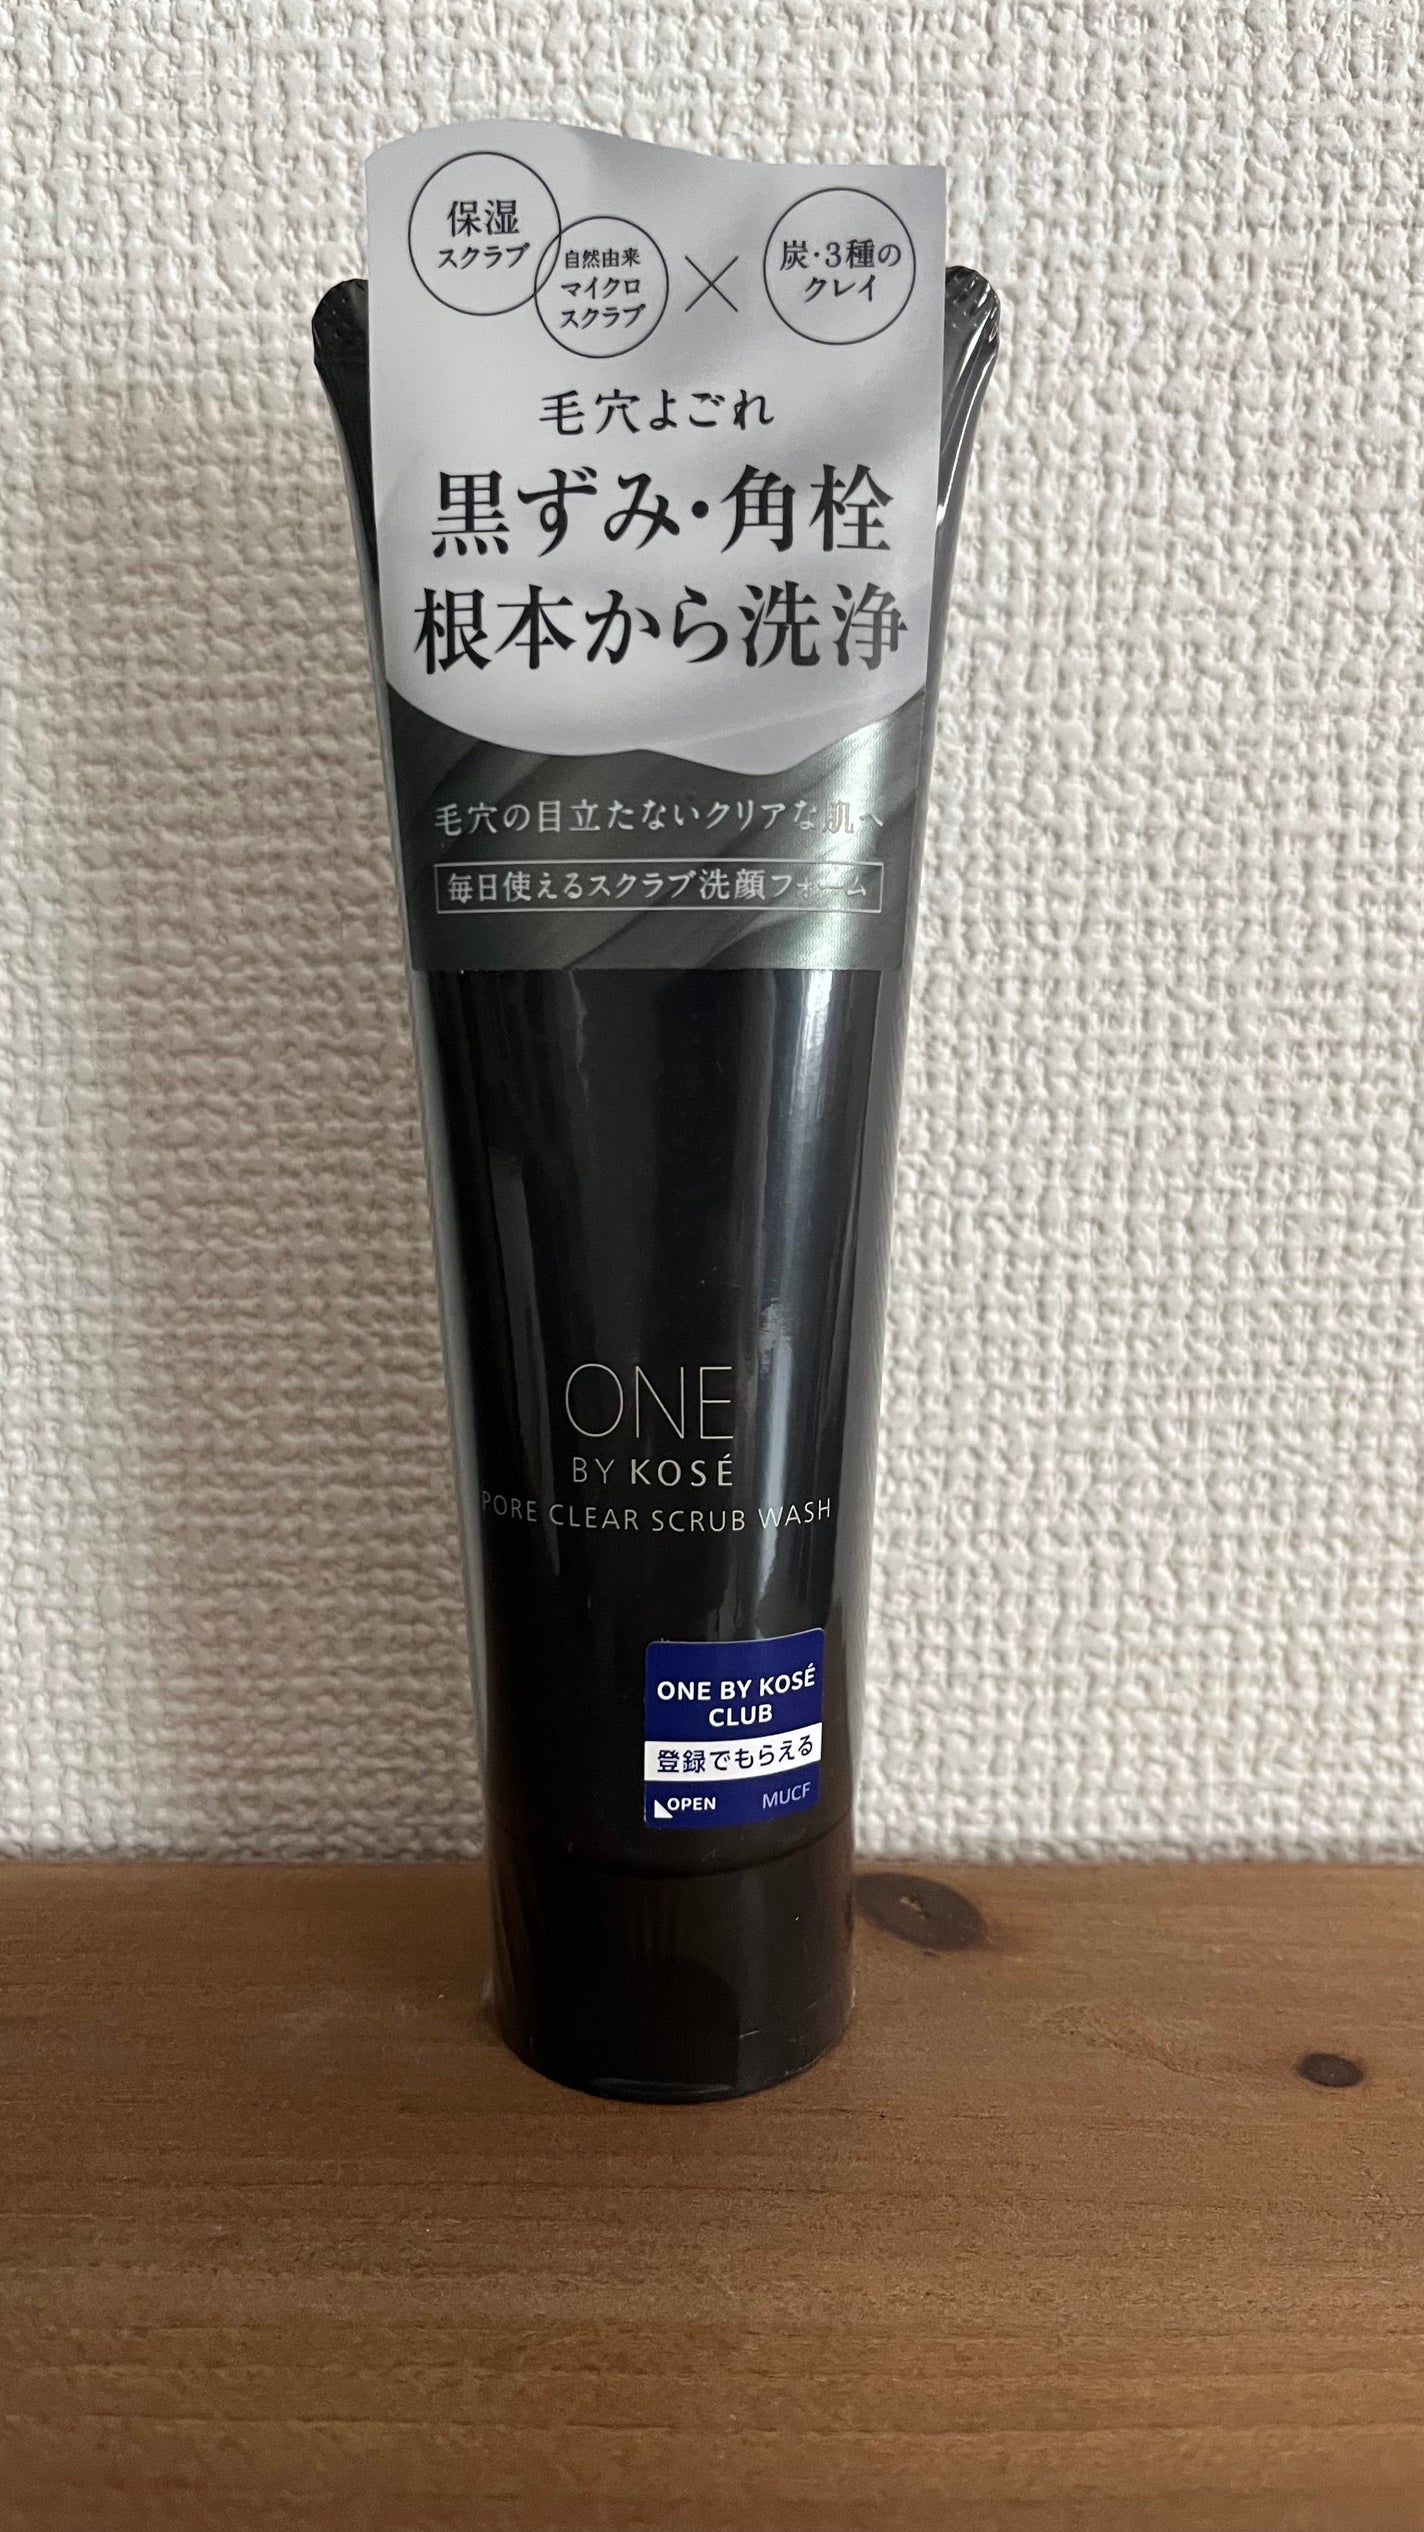 保湿
スクラブ
自然由来
マイクロ
スクラブ
×
炭・3種の
クレイ
毛穴よごれ
黒ずみ・角栓
根本から洗浄
毛穴の目立たないクリアな肌へ
毎日使えるスクラブ洗顔フォーム
ONE
BY KOSÉ
PORE CLEAR SCRUB WASH
ONE BY KOSÉ
CLUB
登録でもらえる
OPEN MUCF